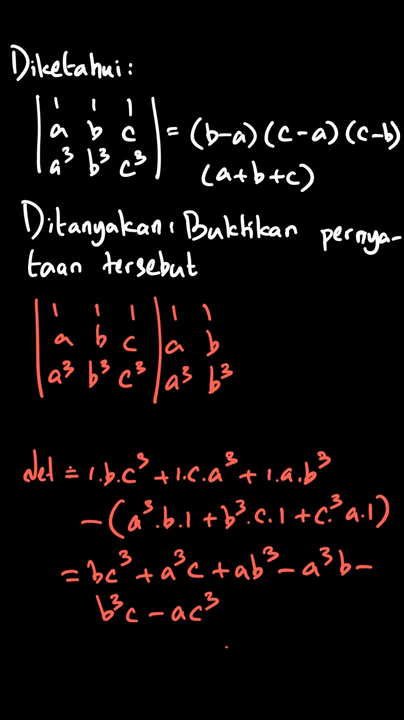 Diketahui:
| 1 1 1 |
| a b c | = (b-a)(c-a)(c-b)
| a³ b³ c³ | (a+b+c)
Ditanyakan: Buktikan pernya-
taan tersebut
| 1 1 1 | 1 1
| a b c | a b
| a³ b³ c³ | a³ b³
det = 1.b.c³ + 1.c.a³ + 1.a.b³
- (a³.b.1 + b³.c.1 + c³.a.1)
= bc³ + a³c + ab³ - a³b -
b³c - ac³